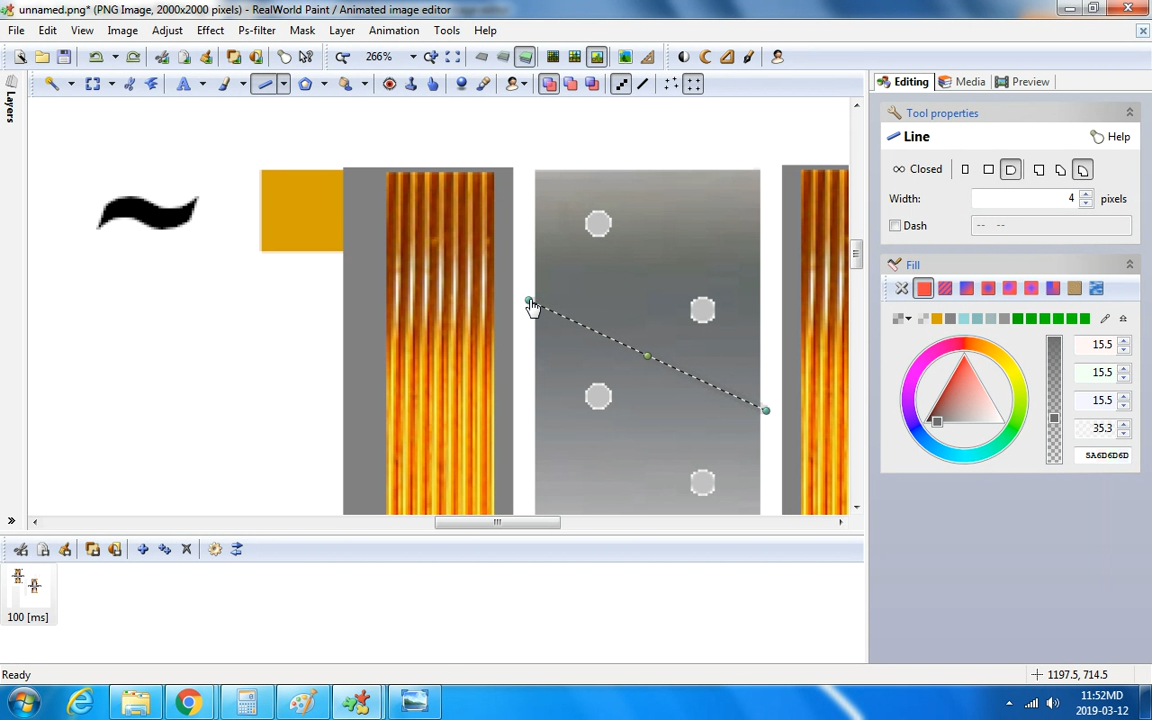 unnamed.png* (PNG Image, 2000x2000 pixels) - RealWorld Paint / Animated image editor
File Edit View Image Adjust Effect Ps-filter Mask Layer Animation Tools Help
266%
Editing Media Preview
Layers
Tool properties
Line Help
Closed
Width: 4 pixels
Dash
Fill
15.5
15.5
15.5
35.3
5A6D6D6D
100 [ms]
Ready
1197.5, 714.5
11:52MD
2019-03-12